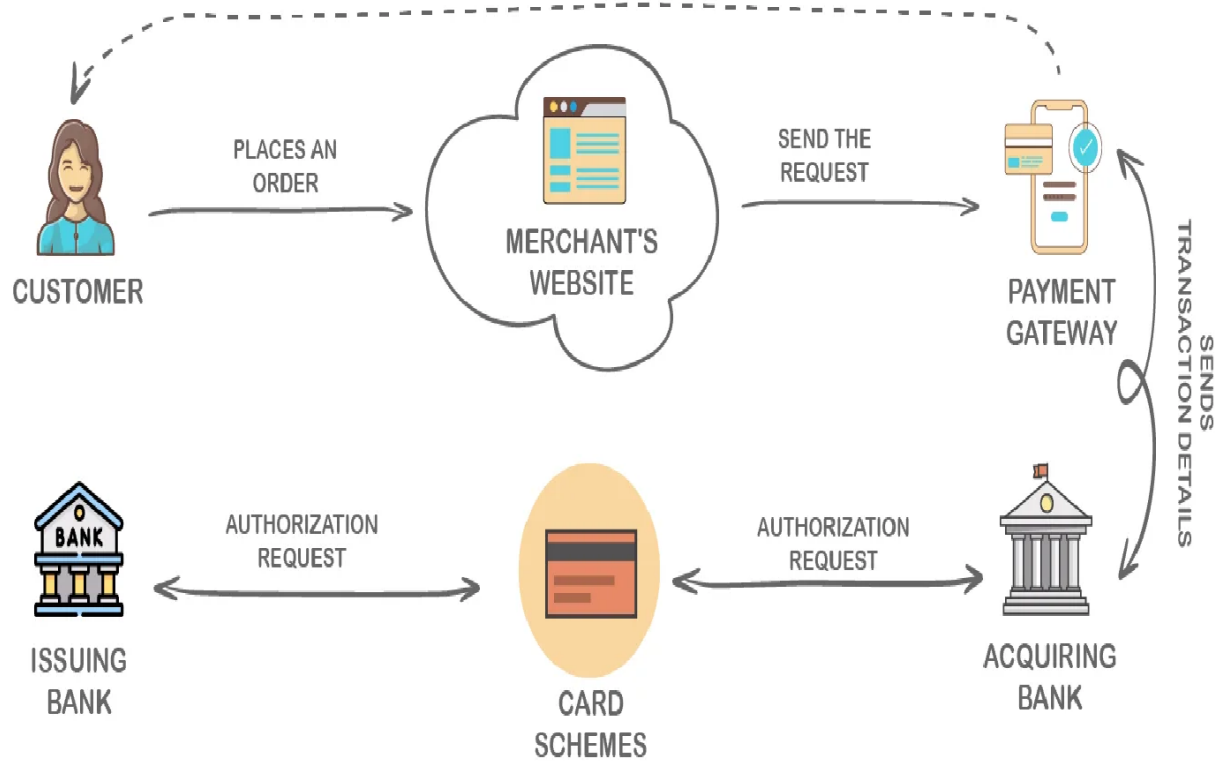 PLACES AN
ORDER
SEND THE
REQUEST
CUSTOMER
MERCHANT'S
WEBSITE
PAYMENT
GATEWAY
SENDS
TRANSACTION DETAILS
BANK
AUTHORIZATION
REQUEST
AUTHORIZATION
REQUEST
ISSUING
BANK
CARD
SCHEMES
ACQUIRING
BANK